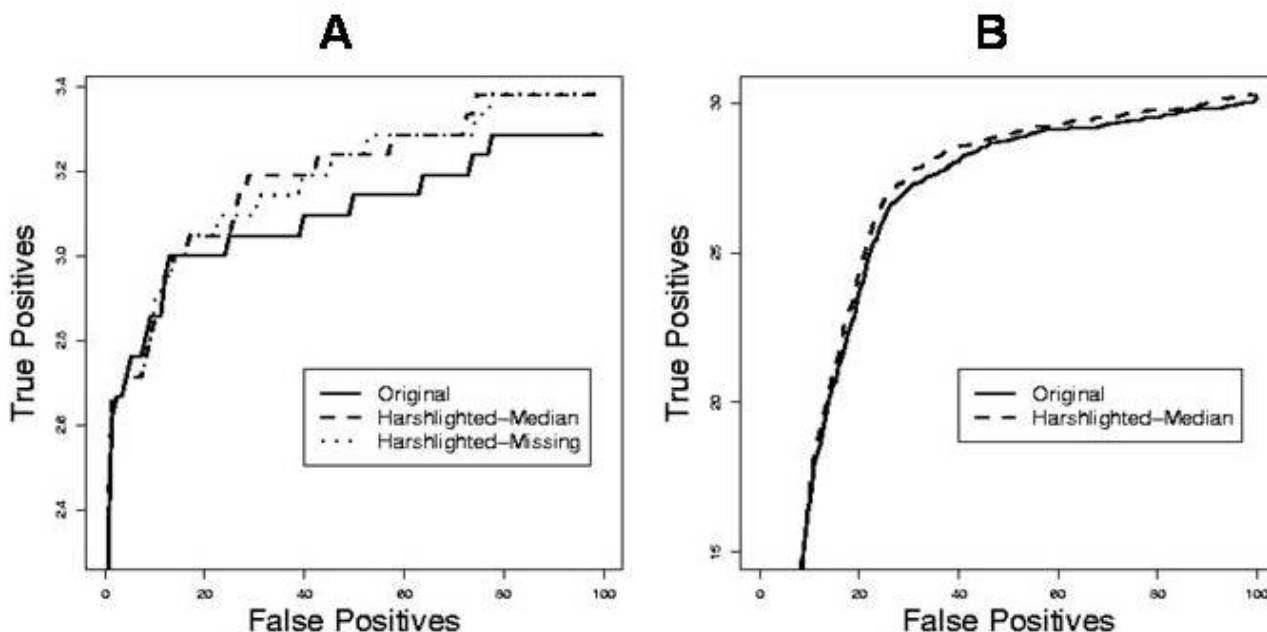 A
3.4
3.2
3.0
2.8
2.6
2.4
True Positives
Original
Harshlighted-Median
Harshlighted-Missing
0 20 40 60 80 100
False Positives
B
30
25
20
15
True Positives
Original
Harshlighted-Median
0 20 40 60 80 100
False Positives